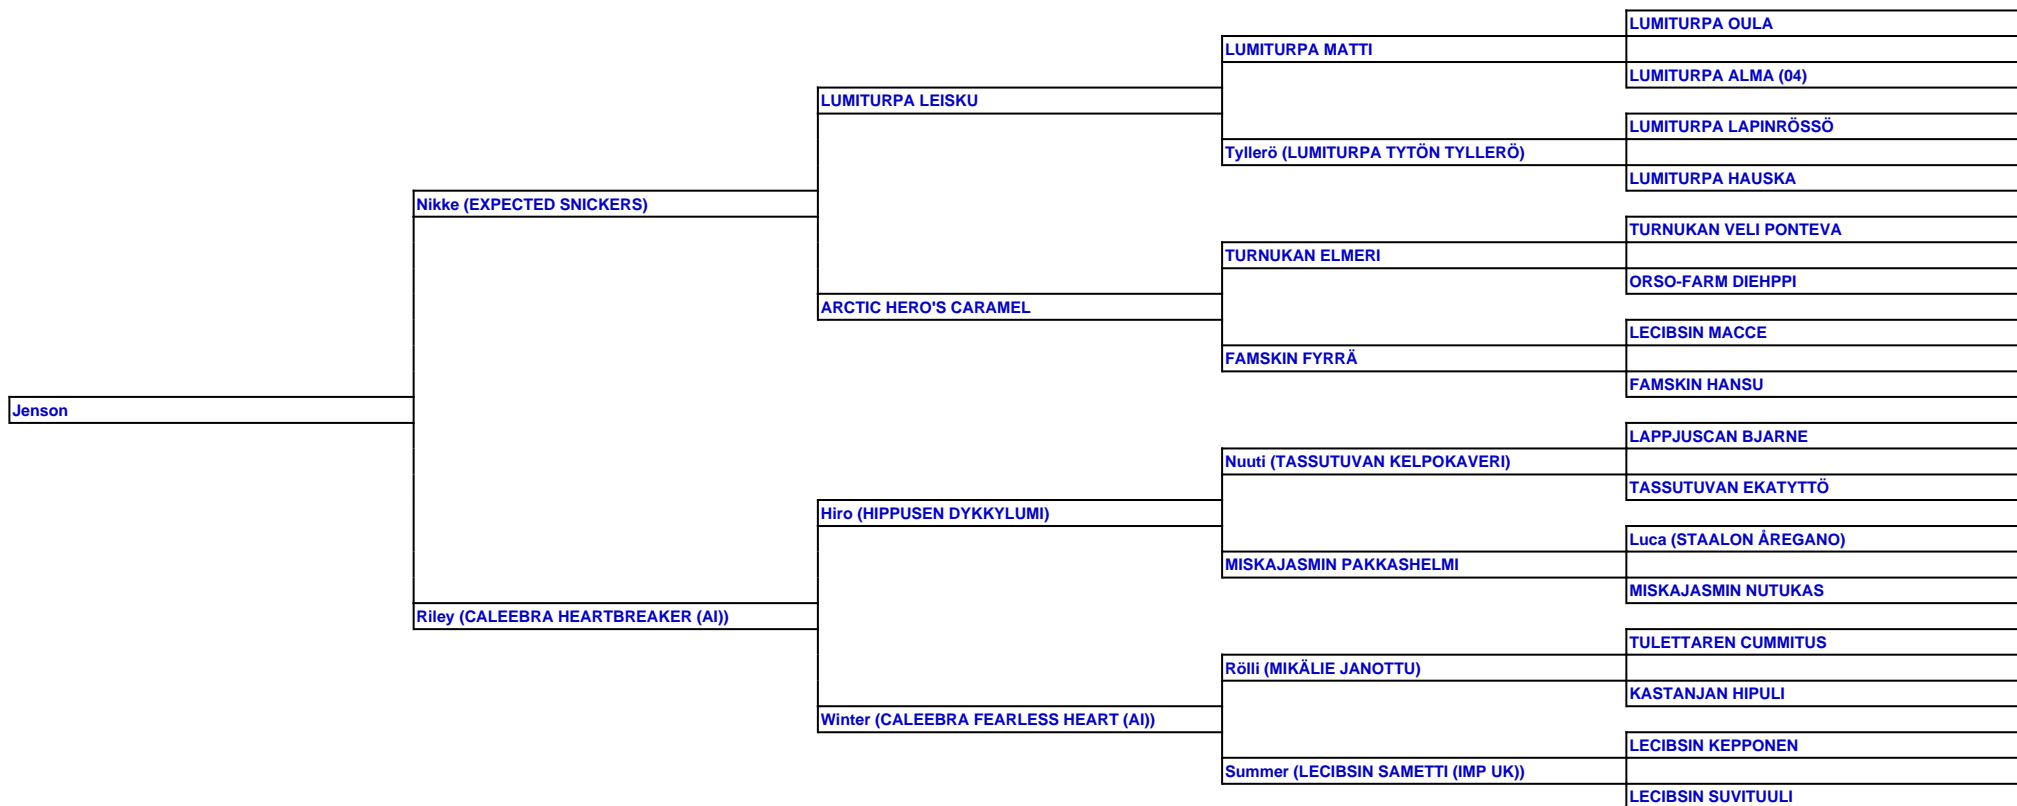 LUMITURPA OULA
LUMITURPA MATTI
LUMITURPA ALMA (04)
LUMITURPA LEISKU
LUMITURPA LAPINRÖSSÖ
Tyllerö (LUMITURPA TYTÖN TYLLERÖ)
LUMITURPA HAUSKA
Nikke (EXPECTED SNICKERS)
TURNUKAN VELI PONTEVA
TURNUKAN ELMERI
ORSO-FARM DIEHPPI
ARCTIC HERO'S CARAMEL
LECIBSIN MACCE
FAMSKIN FYRRÄ
FAMSKIN HANSU
Jenson
LAPPJUSCAN BJARNE
Nuuti (TASSUTUVAN KELPOKAVERI)
TASSUTUVAN EKATYTTÖ
Hiro (HIPPUSEN DYKKYLUMI)
Luca (STAALON ÅREGANO)
MISKAJASMIN PAKKASHELMI
MISKAJASMIN NUTUKAS
Riley (CALEEBRA HEARTBREAKER (AI))
TULETTAREN CUMMITUS
Rölli (MIKÄLIE JANOTTU)
KASTANJAN HIPULI
Winter (CALEEBRA FEARLESS HEART (AI))
LECIBSIN KEPPONEN
Summer (LECIBSIN SAMETTI (IMP UK))
LECIBSIN SUVITUULI